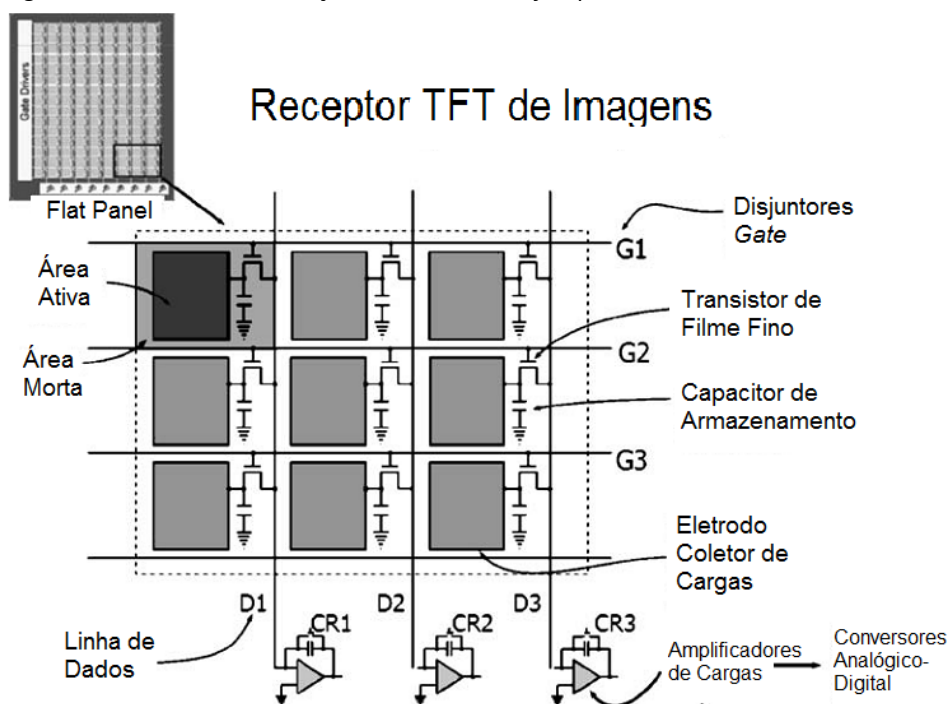 Gate Drivers
Receptor TFT de Imagens
Flat Panel
Disjuntores
Gate
G1
Área
Ativa
Transistor de
Filme Fino
G2
Área
Morta
Capacitor de
Armazenamento
G3
Eletrodo
Coletor de
Cargas
D1
D2
D3
Linha de
Dados
CR1
CR2
CR3
Amplificadores
de Cargas
Conversores
Analógico-
Digital